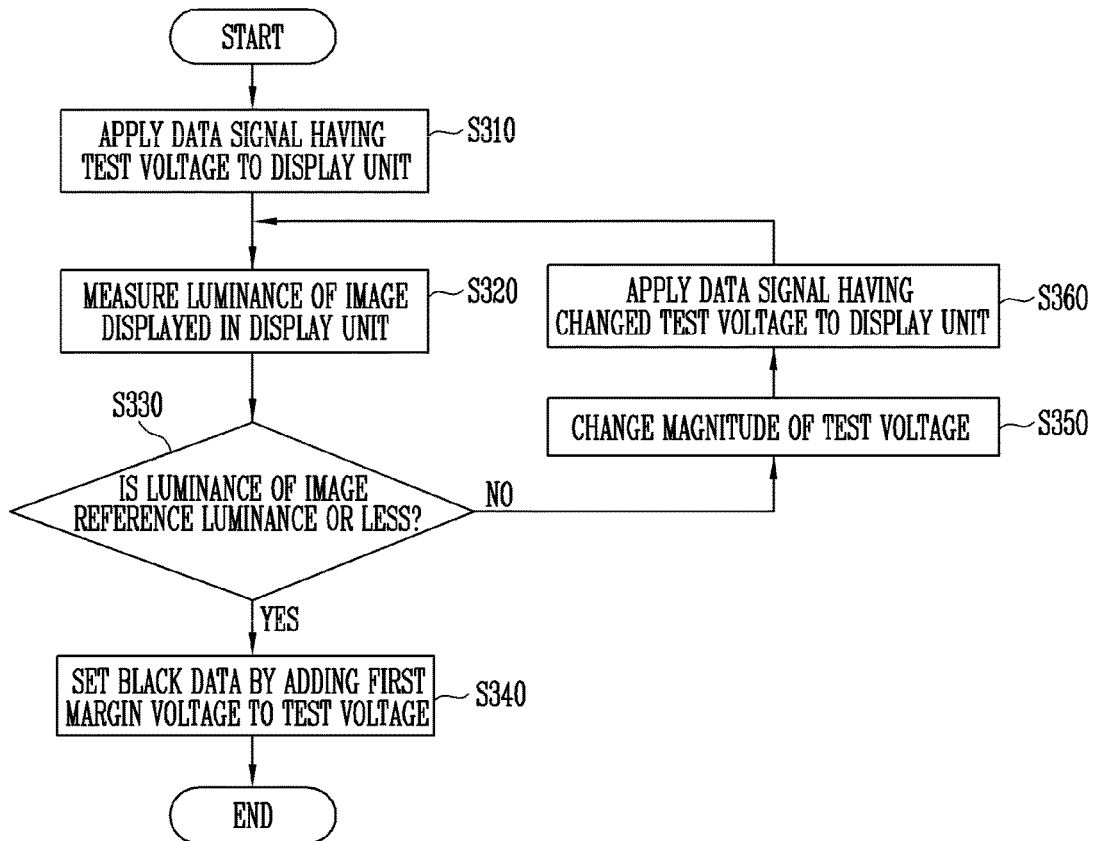 START
APPLY DATA SIGNAL HAVING
TEST VOLTAGE TO DISPLAY UNIT
S310
MEASURE LUMINANCE OF IMAGE
DISPLAYED IN DISPLAY UNIT
S320
APPLY DATA SIGNAL HAVING
CHANGED TEST VOLTAGE TO DISPLAY UNIT
S360
S330
CHANGE MAGNITUDE OF TEST VOLTAGE
S350
IS LUMINANCE OF IMAGE
REFERENCE LUMINANCE OR LESS?
NO
YES
SET BLACK DATA BY ADDING FIRST
MARGIN VOLTAGE TO TEST VOLTAGE
S340
END